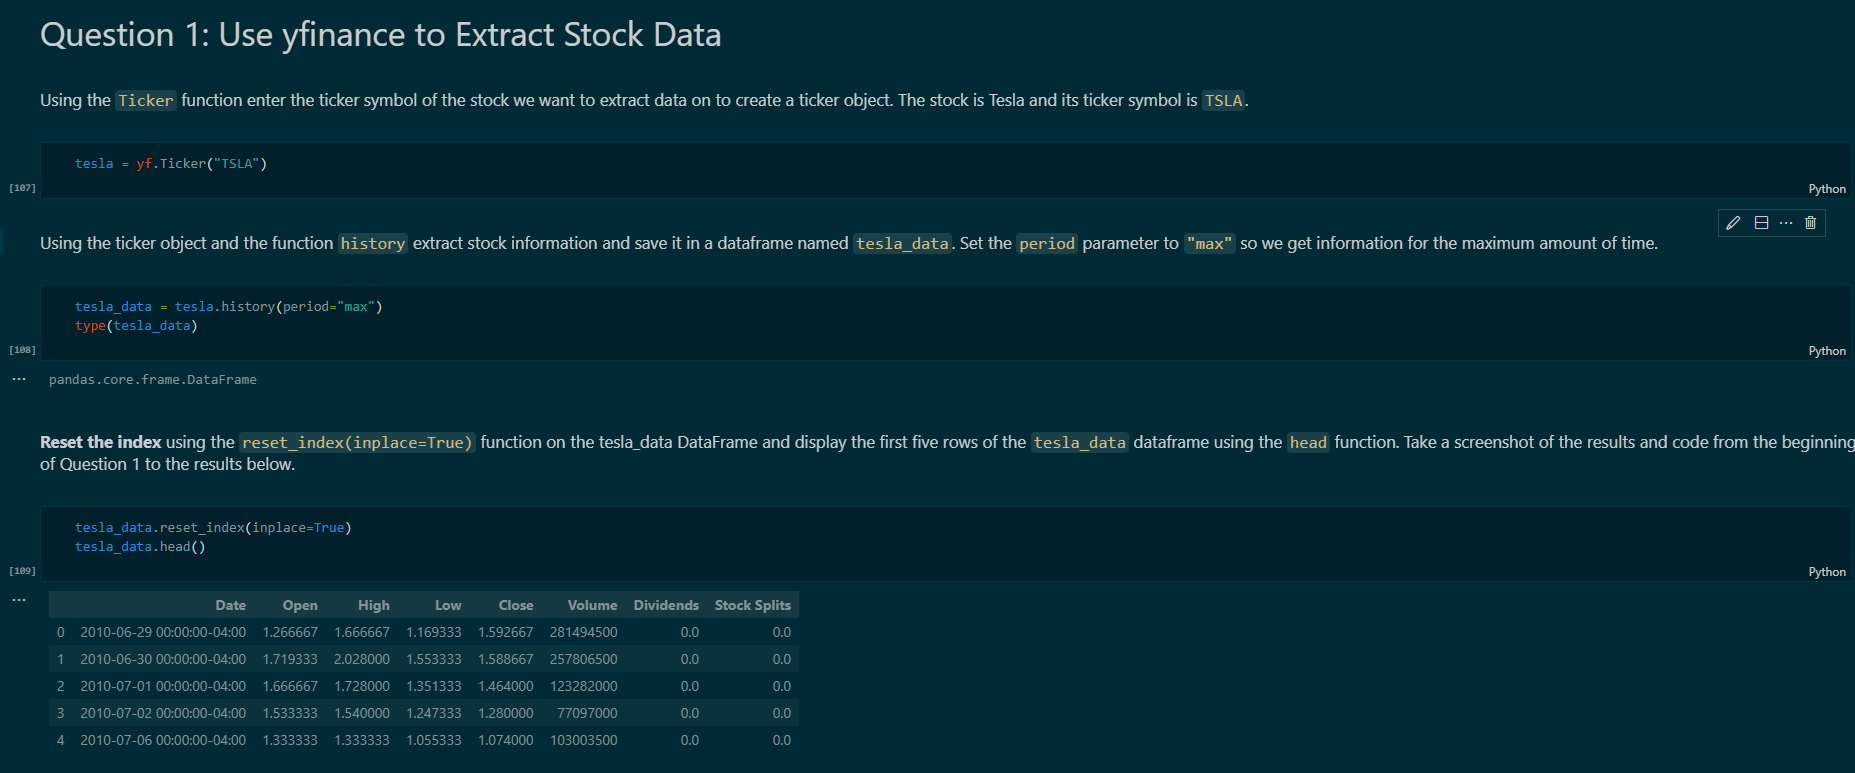 Question 1: Use yfinance to Extract Stock Data
Using the Ticker function enter the ticker symbol of the stock we want to extract data on to create a ticker object. The stock is Tesla and its ticker symbol is TSLA.
tesla = yf.Ticker("TSLA")
[107]
Python
Using the ticker object and the function history extract stock information and save it in a dataframe named tesla_data. Set the period parameter to "max" so we get information for the maximum amount of time.
tesla_data = tesla.history(period="max")
type(tesla_data)
[108]
Python
... pandas.core.frame.DataFrame
Reset the index using the reset_index(inplace=True) function on the tesla_data DataFrame and display the first five rows of the tesla_data dataframe using the head function. Take a screenshot of the results and code from the beginning
of Question 1 to the results below.
tesla_data.reset_index(inplace=True)
tesla_data.head()
[109]
Python
...
Date Open High Low Close Volume Dividends Stock Splits
0 2010-06-29 00:00:00-04:00 1.266667 1.666667 1.169333 1.592667 281494500 0.0 0.0
1 2010-06-30 00:00:00-04:00 1.719333 2.028000 1.553333 1.588667 257806500 0.0 0.0
2 2010-07-01 00:00:00-04:00 1.666667 1.728000 1.351333 1.464000 123282000 0.0 0.0
3 2010-07-02 00:00:00-04:00 1.533333 1.540000 1.247333 1.280000 77097000 0.0 0.0
4 2010-07-06 00:00:00-04:00 1.333333 1.333333 1.055333 1.074000 103003500 0.0 0.0